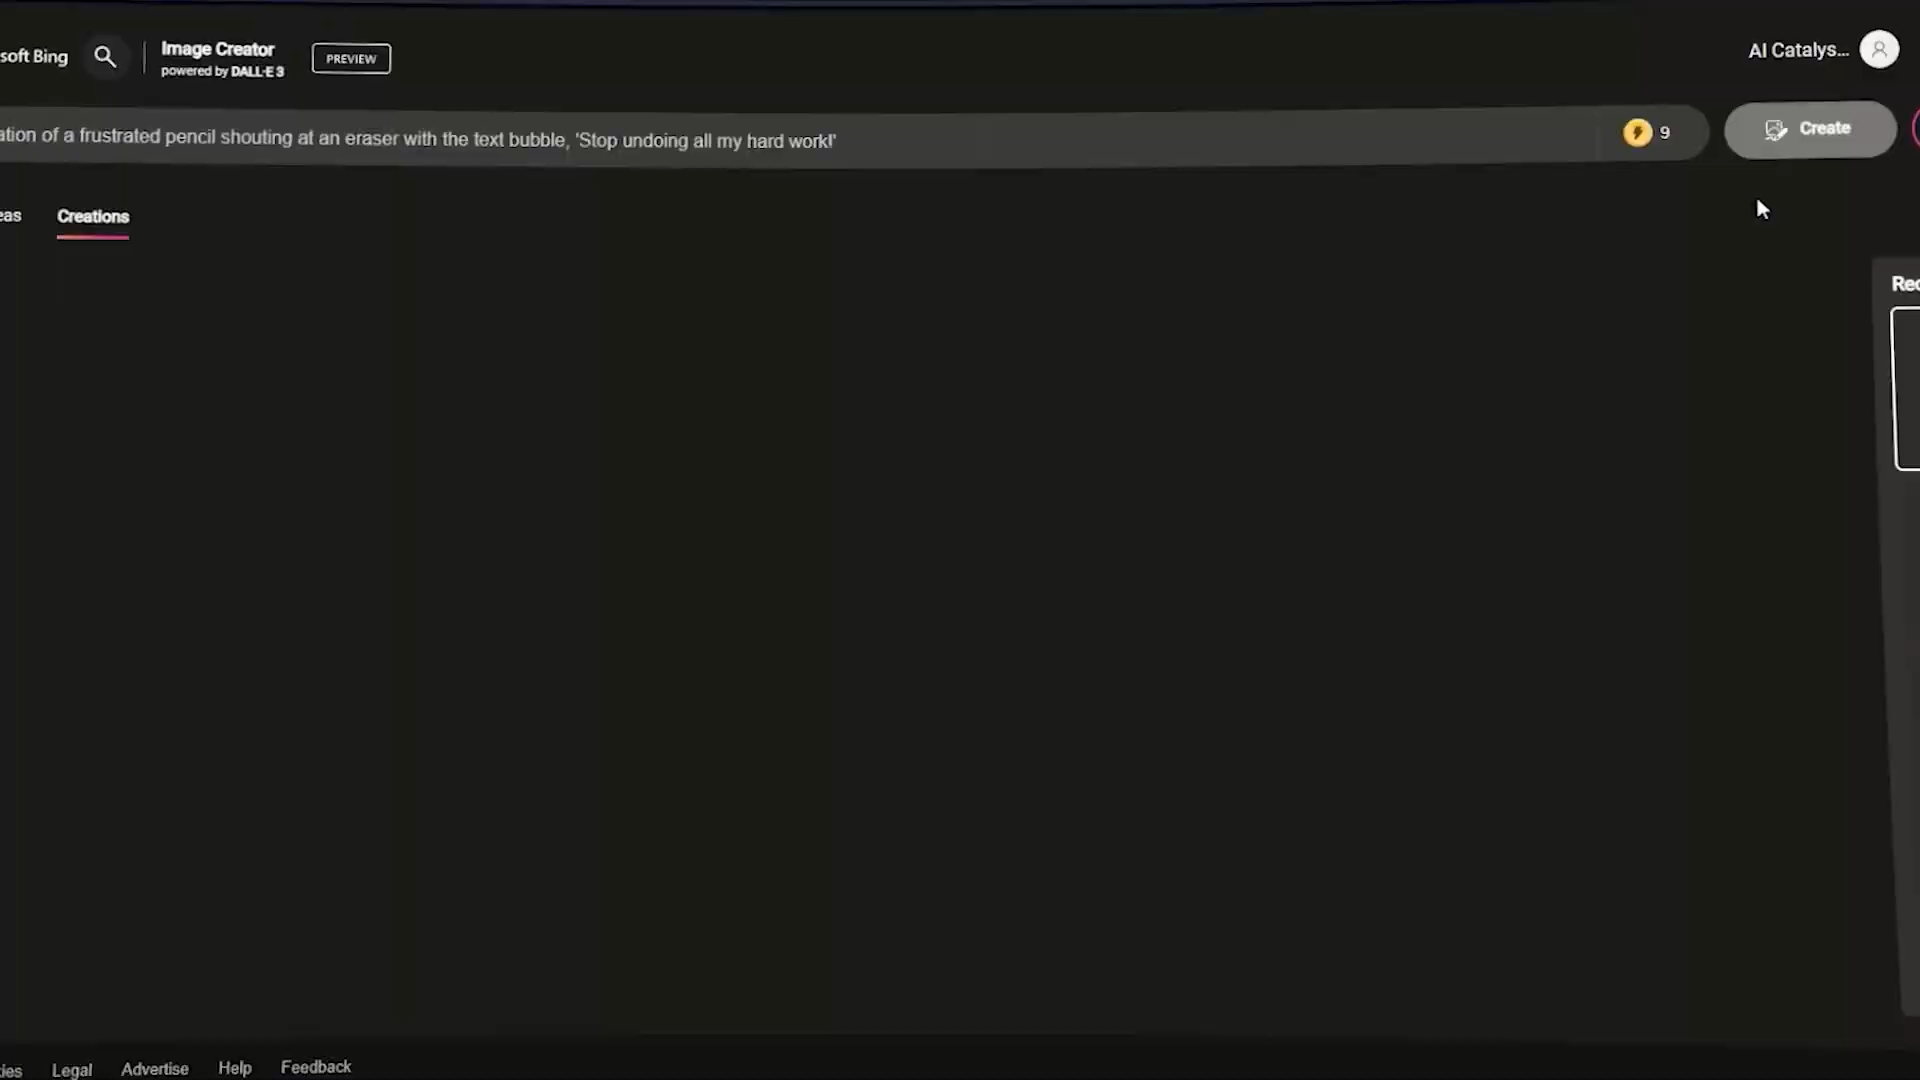 soft Bing
Image Creator
powered by DALL·E 3
PREVIEW
AI Catalys...
ation of a frustrated pencil shouting at an eraser with the text bubble, 'Stop undoing all my hard work!'
9
Create
eas
Creations
Rec
ies
Legal
Advertise
Help
Feedback